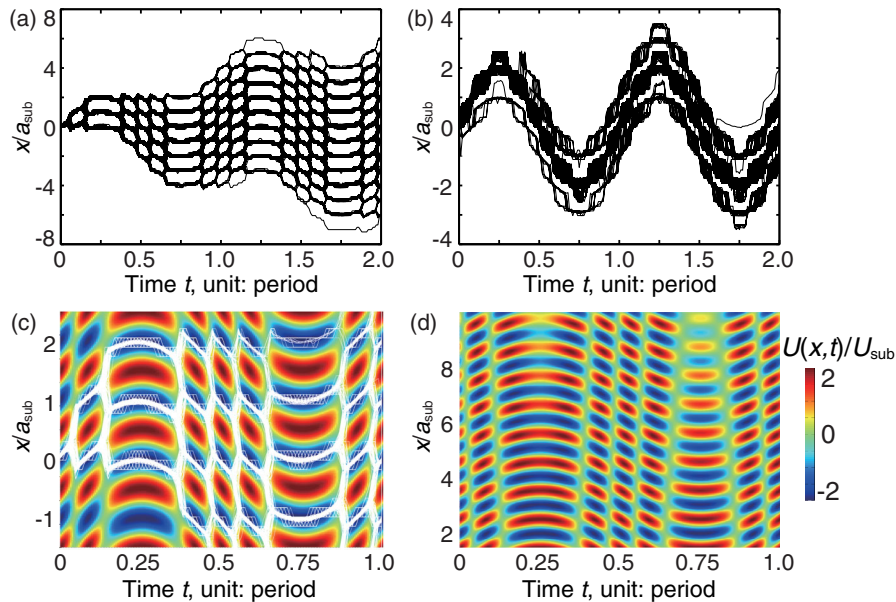 (a)
8
4
0
-4
-8
x/a_sub
0 0.5 1.0 1.5 2.0
Time t, unit: period
(b)
4
2
0
-2
-4
x/a_sub
0 0.5 1.0 1.5 2.0
Time t, unit: period
(c)
2
1
0
-1
x/a_sub
0 0.25 0.50 0.75 1.0
Time t, unit: period
(d)
8
6
4
2
x/a_sub
0 0.25 0.50 0.75 1.0
Time t, unit: period
U(x,t)/U_sub
2
0
-2